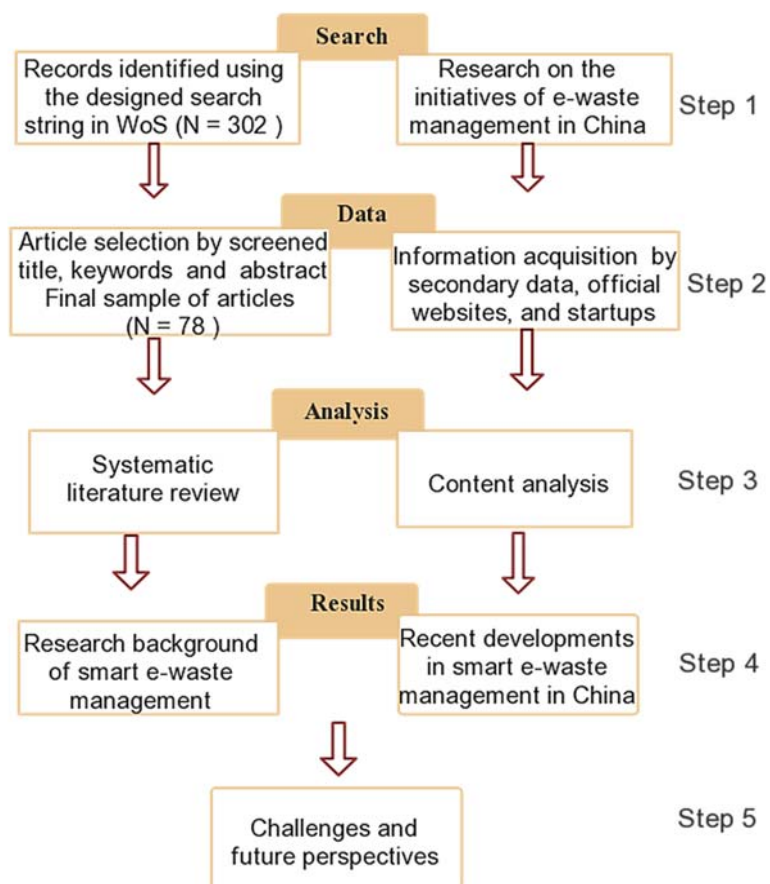 Search
Records identified using
the designed search
string in WoS (N = 302 )
Research on the
initiatives of e-waste
management in China
Step 1
Data
Article selection by screened
title, keywords and abstract
Final sample of articles
(N = 78 )
Information acquisition by
secondary data, official
websites, and startups
Step 2
Analysis
Systematic
literature review
Content analysis
Step 3
Results
Research background
of smart e-waste
management
Recent developments
in smart e-waste
management in China
Step 4
Challenges and
future perspectives
Step 5